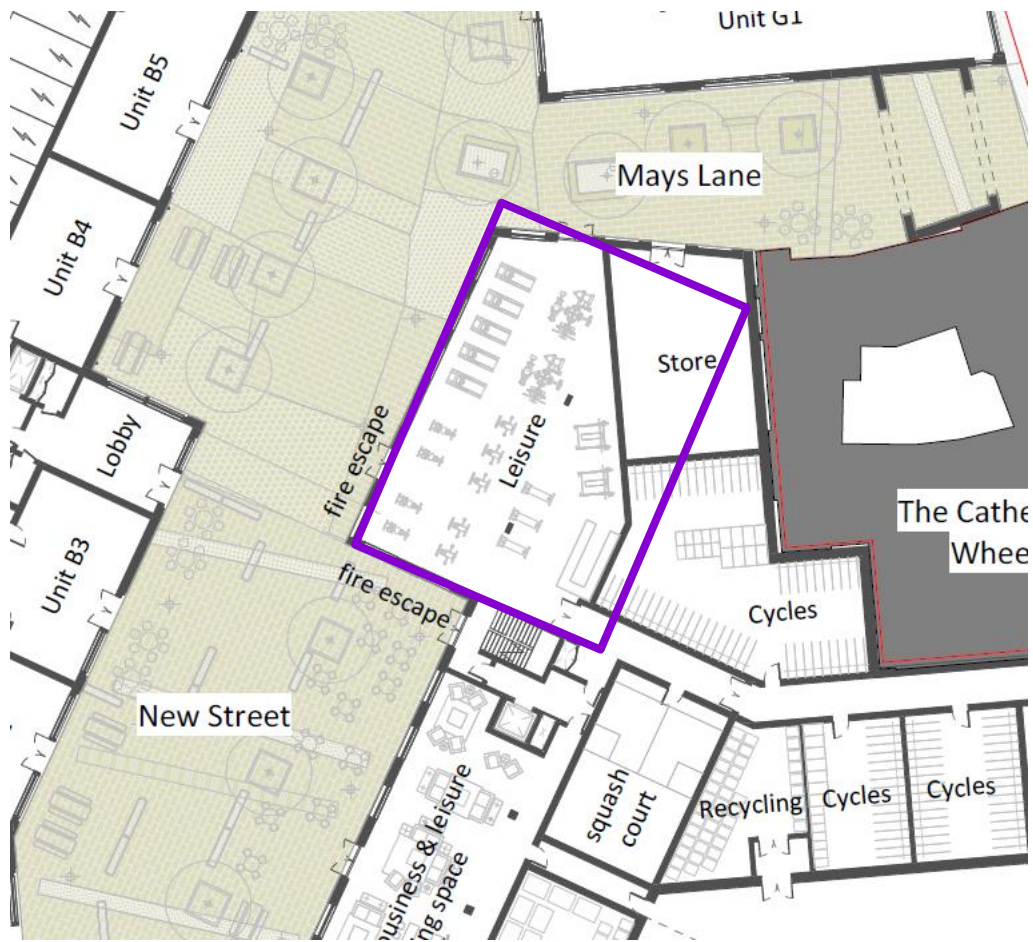 Unit G1
Unit B5
Mays Lane
Unit B4
Store
Lobby
fire escape
Leisure
The Cathe
Whee
Unit B3
fire escape
Cycles
New Street
squash
court
Recycling
Cycles
Cycles
business & leisure
ng space